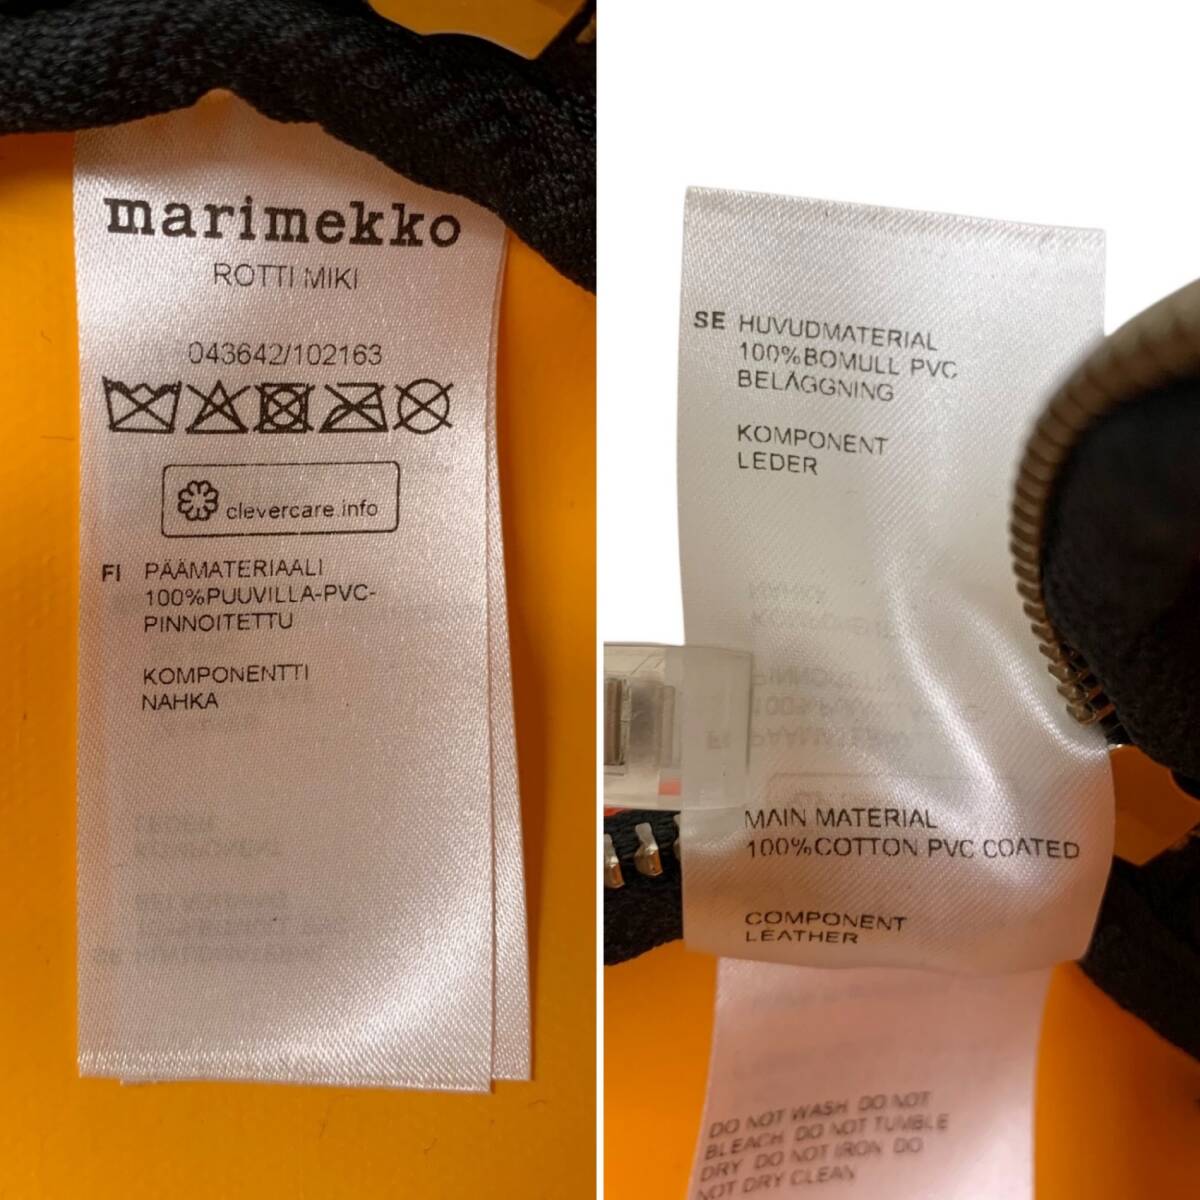 marimekko
ROTTI MIKI
043642/102163
clevercare.info
FI PÄÄMATERIAALI
100%PUUVILLA-PVC-
PINNOITETTU
KOMPONENTTI
NAHKA
SE HUVUDMATERIAL
100%BOMULL PVC
BELÄGGNING
KOMPONENT
LEDER
MAIN MATERIAL
100%COTTON PVC COATED
COMPONENT
LEATHER
DO NOT WASH DO NOT
BLEACH DO NOT TUMBLE
DRY DO NOT IRON DO
NOT DRY CLEAN